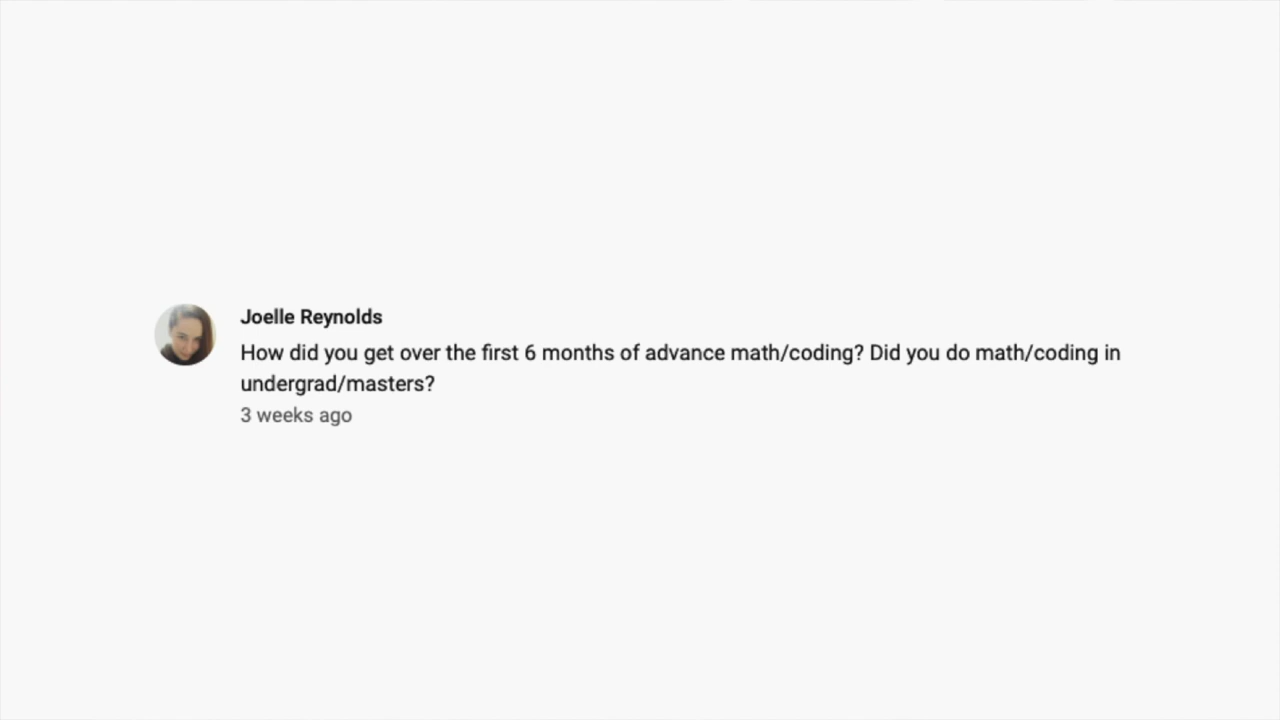 Joelle Reynolds
How did you get over the first 6 months of advance math/coding? Did you do math/coding in
undergrad/masters?
3 weeks ago